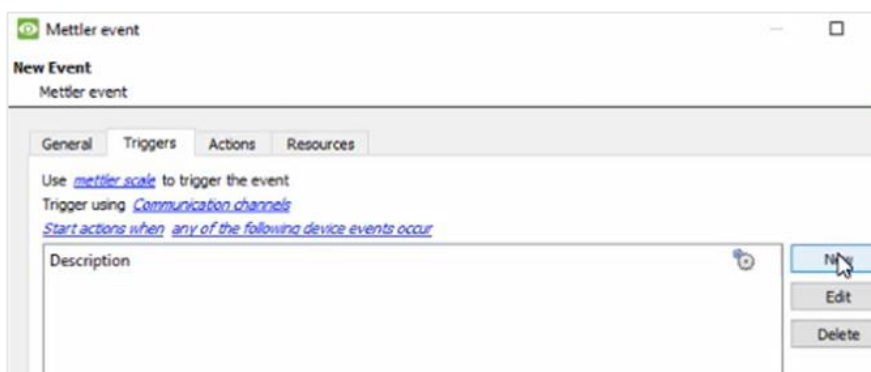 Mettler event
New Event
Mettler event
General Triggers Actions Resources
Use mettler scale to trigger the event
Trigger using Communication channels
Start actions when any of the following device events occur
Description
New
Edit
Delete